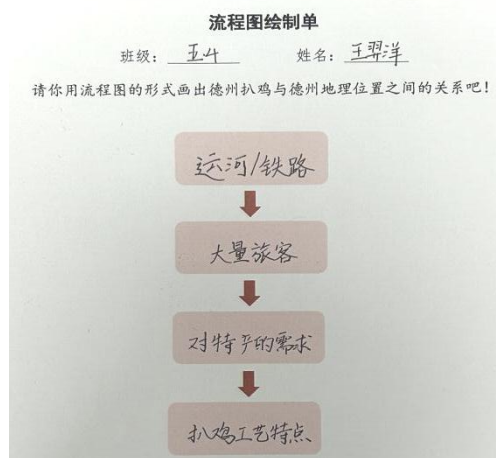 流程图绘制单
班级：五4 姓名：王羿洋
请你用流程图的形式画出德州扒鸡与德州地理位置之间的关系吧！
运河/铁路
大量旅客
对特产的需求
扒鸡工艺特点